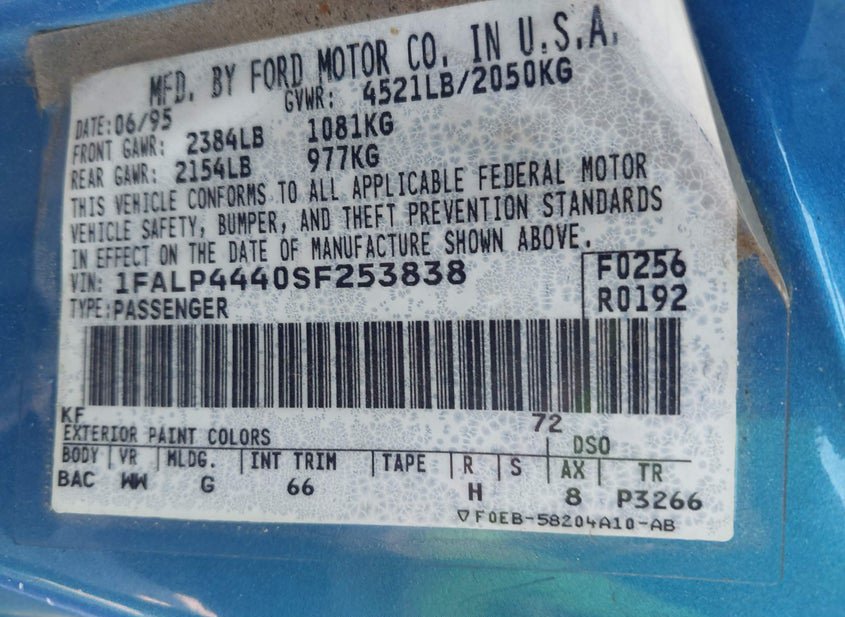 MFD. BY FORD MOTOR CO. IN U.S.A.
DATE:06/95 GVWR: 4521LB/2050KG
FRONT GAWR: 2384LB 1081KG
REAR GAWR: 2154LB 977KG
THIS VEHICLE CONFORMS TO ALL APPLICABLE FEDERAL MOTOR
VEHICLE SAFETY, BUMPER, AND THEFT PREVENTION STANDARDS
IN EFFECT ON THE DATE OF MANUFACTURE SHOWN ABOVE.
VIN: 1FALP4440SF253838 F0256
TYPE:PASSENGER R0192
KF 72
EXTERIOR PAINT COLORS DSO
BODY VR MLDG. INT TRIM TAPE R S AX TR
BAC WW G 66 H 8 P3266
▽F0EB-58204A10-AB